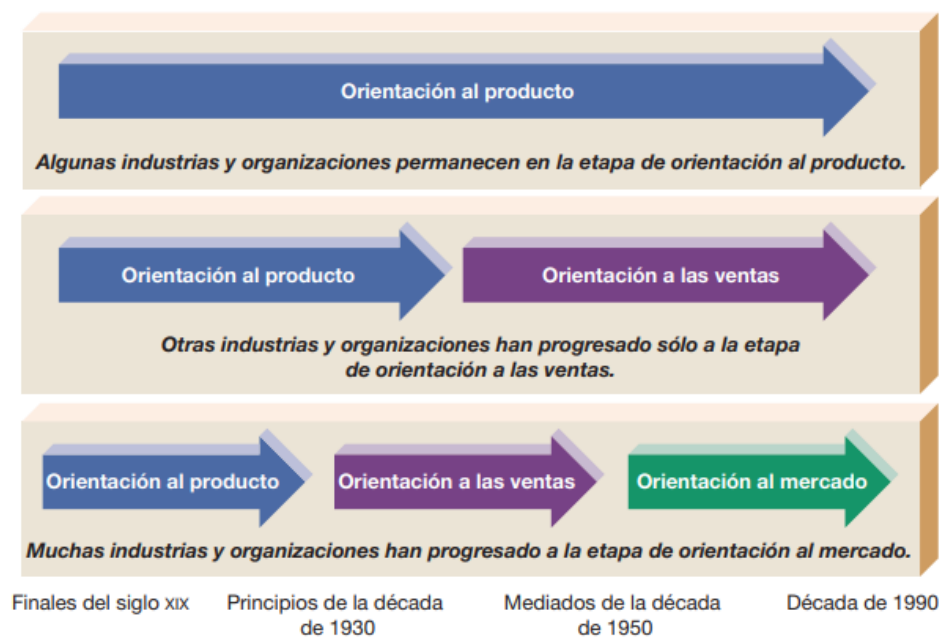 Orientación al producto
Algunas industrias y organizaciones permanecen en la etapa de orientación al producto.
Orientación al producto
Orientación a las ventas
Otras industrias y organizaciones han progresado sólo a la etapa
de orientación a las ventas.
Orientación al producto
Orientación a las ventas
Orientación al mercado
Muchas industrias y organizaciones han progresado a la etapa de orientación al mercado.
Finales del siglo XIX
Principios de la década
de 1930
Mediados de la década
de 1950
Década de 1990